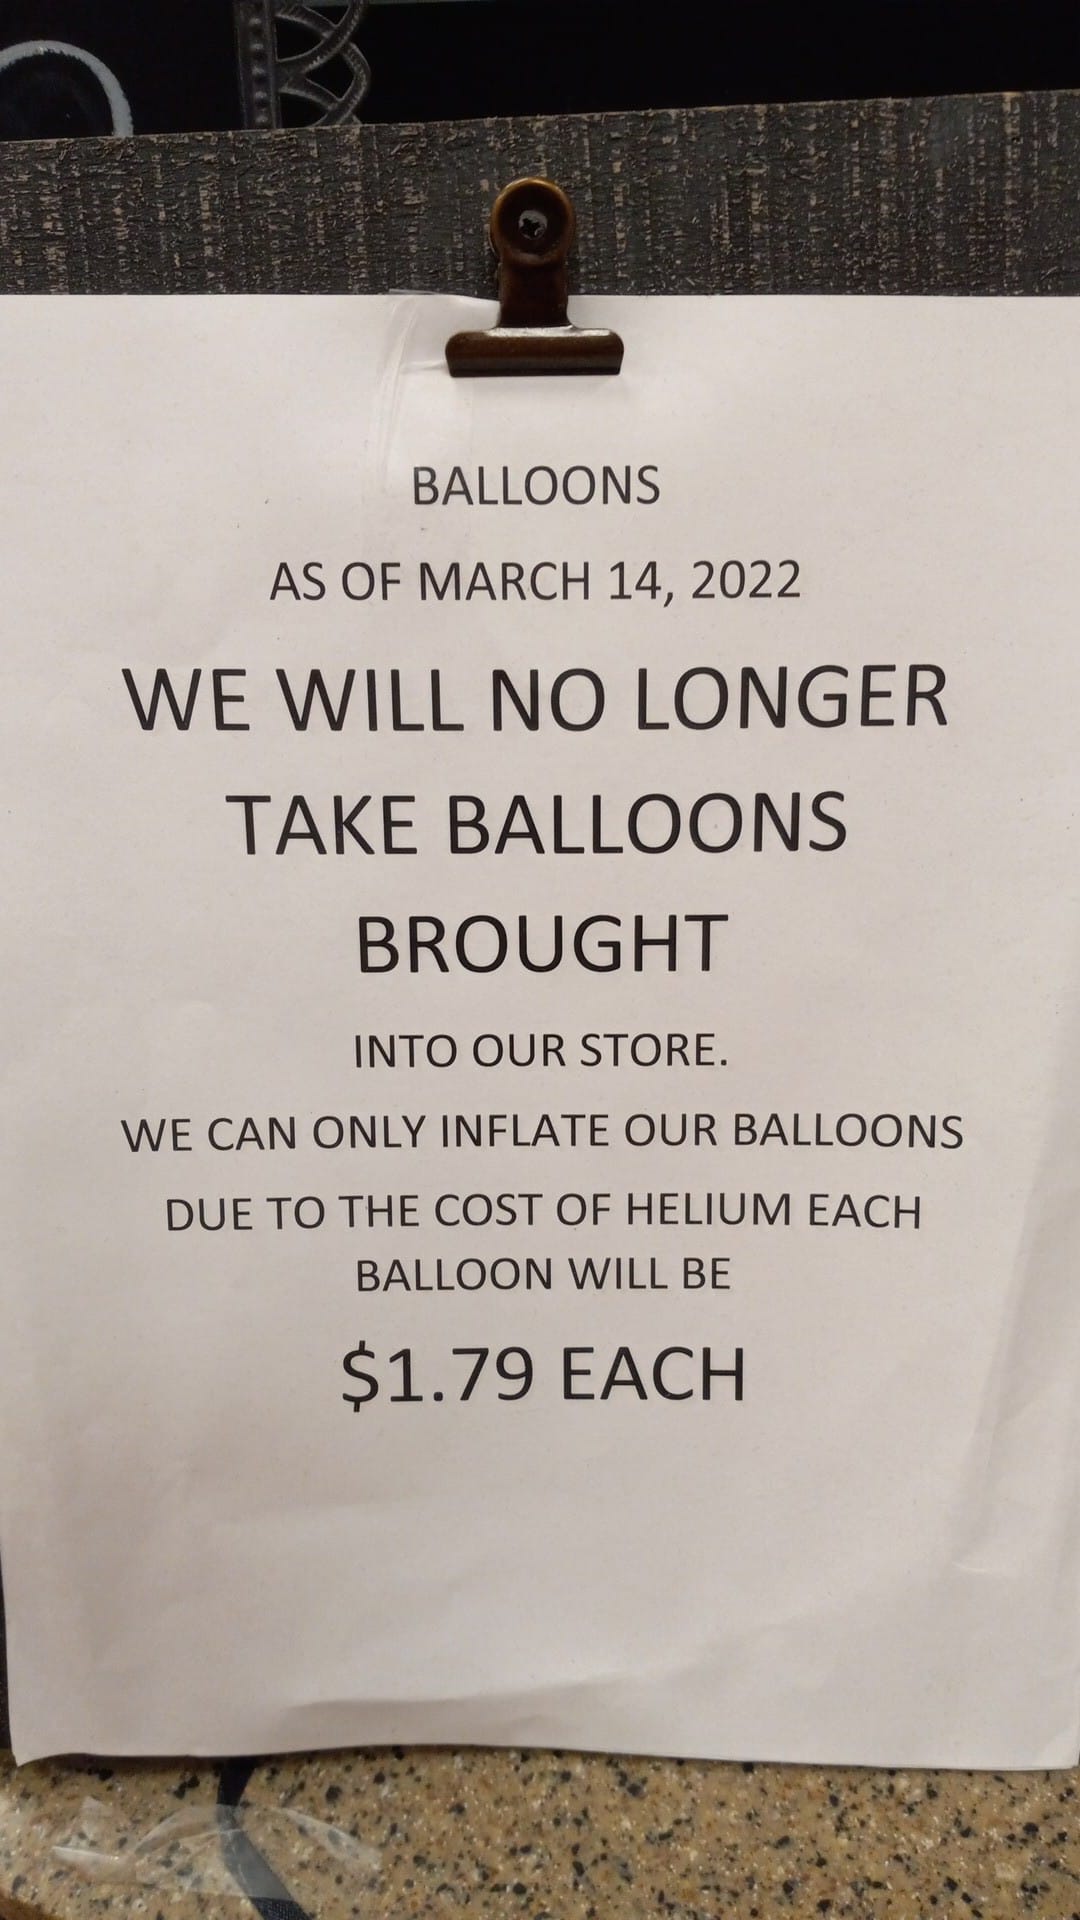 BALLOONS
AS OF MARCH 14, 2022
WE WILL NO LONGER
TAKE BALLOONS
BROUGHT
INTO OUR STORE.
WE CAN ONLY INFLATE OUR BALLOONS
DUE TO THE COST OF HELIUM EACH
BALLOON WILL BE
$1.79 EACH